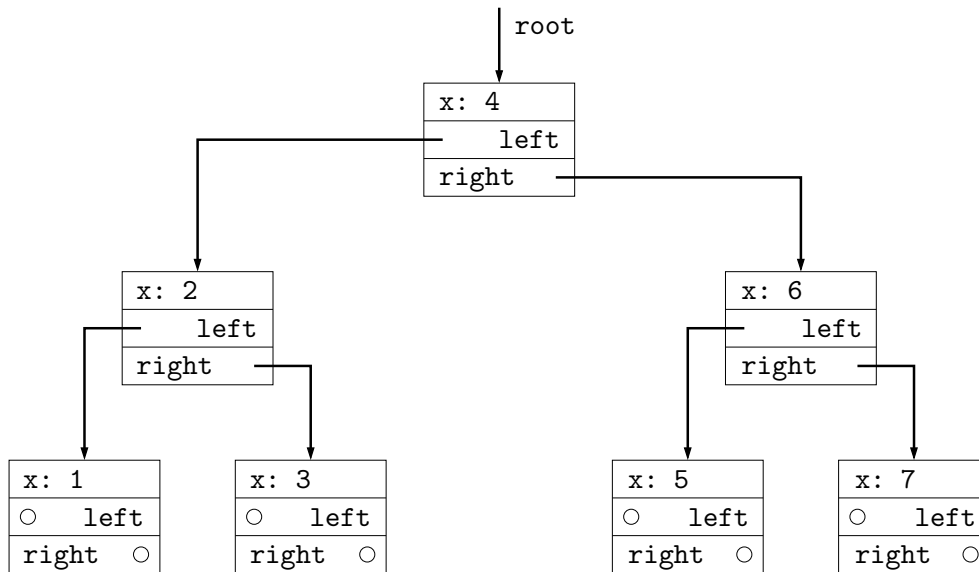 root
x: 4
left
right
x: 2
left
right
x: 6
left
right
x: 1
left
right
x: 3
left
right
x: 5
left
right
x: 7
left
right